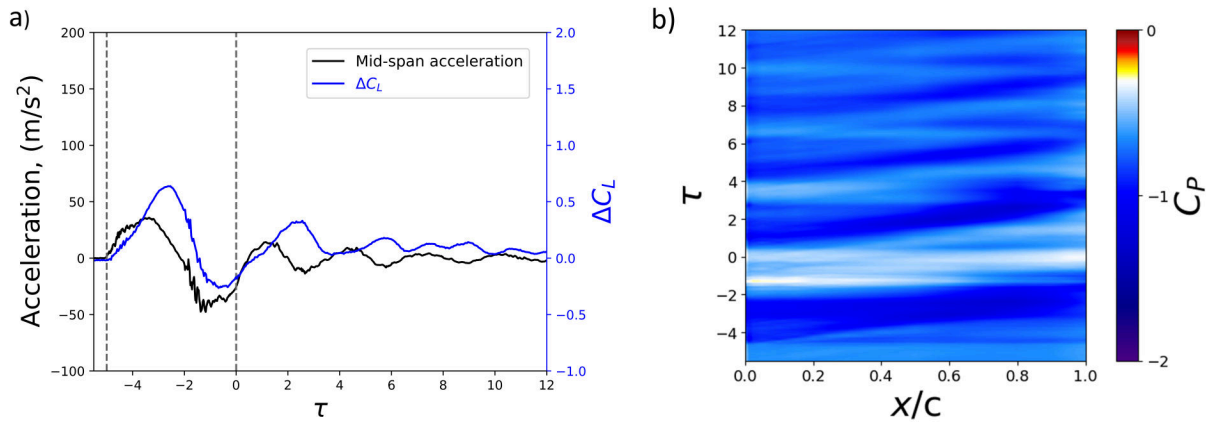 a)
200
150
100
50
0
−50
−100
Acceleration, (m/s²)
−4 −2 0 2 4 6 8 10 12
τ
2.0
1.5
1.0
0.5
0.0
−0.5
−1.0
ΔC_L
Mid-span acceleration
ΔC_L
b)
12
10
8
6
4
2
0
−2
−4
τ
0.0 0.2 0.4 0.6 0.8 1.0
x/c
0
−1
−2
C_P